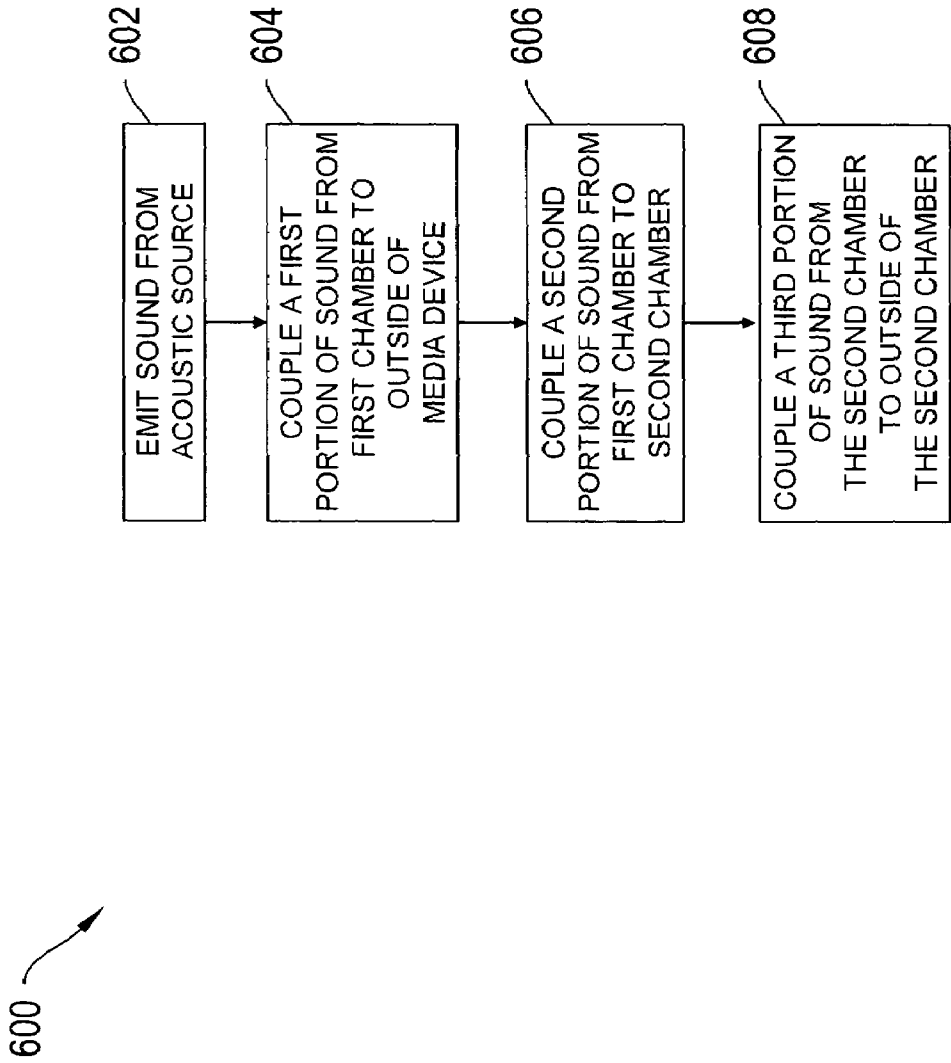 600
602
EMIT SOUND FROM
ACOUSTIC SOURCE
604
COUPLE A FIRST
PORTION OF SOUND FROM
FIRST CHAMBER TO
OUTSIDE OF
MEDIA DEVICE
606
COUPLE A SECOND
PORTION OF SOUND FROM
FIRST CHAMBER TO
SECOND CHAMBER
608
COUPLE A THIRD PORTION
OF SOUND FROM
THE SECOND CHAMBER
TO OUTSIDE OF
THE SECOND CHAMBER